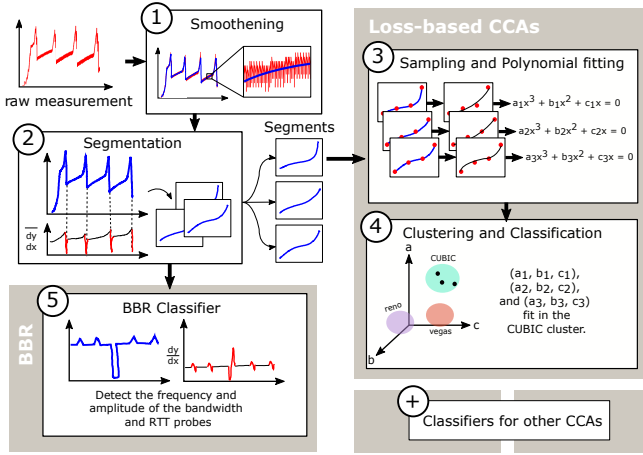 raw measurement
1
Smoothening
2
Segmentation
dy
dx
Segments
Loss-based CCAs
3
Sampling and Polynomial fitting
a1x³ + b1x² + c1x = 0
a2x³ + b2x² + c2x = 0
a3x³ + b3x² + c3x = 0
4
Clustering and Classification
a
CUBIC
reno
vegas
c
b
(a1, b1, c1),
(a2, b2, c2),
and (a3, b3, c3)
fit in the
CUBIC cluster.
BBR
5
BBR Classifier
dy
dx
Detect the frequency and
amplitude of the bandwidth
and RTT probes
+
Classifiers for other CCAs